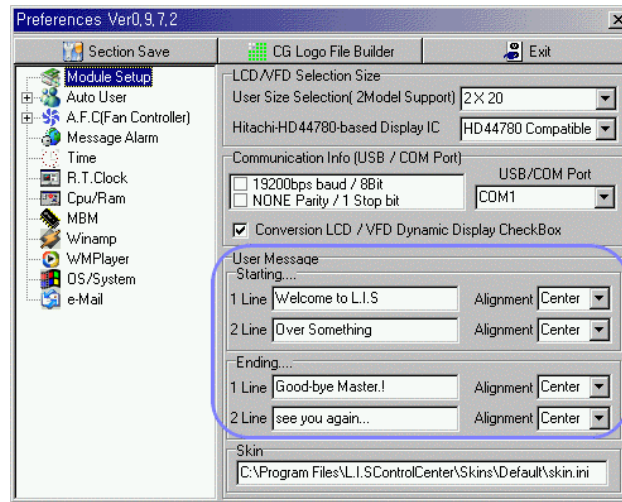 Preferences Ver0,9,7,2
Section Save
CG Logo File Builder
Exit
Module Setup
Auto User
A.F.C(Fan Controller)
Message Alarm
Time
R.T.Clock
Cpu/Ram
MBM
Winamp
WMPlayer
OS/System
e-Mail
LCD/VFD Selection Size
User Size Selection( 2Model Support) 2 X 20
Hitachi-HD44780-based Display IC HD44780 Compatible
Communication Info (USB / COM Port)
19200bps baud / 8Bit
NONE Parity / 1 Stop bit
USB/COM Port
COM1
Conversion LCD / VFD Dynamic Display CheckBox
User Message
Starting....
1 Line Welcome to L.I.S Alignment Center
2 Line Over Something Alignment Center
Ending....
1 Line Good-bye Master.! Alignment Center
2 Line see you again... Alignment Center
Skin
C:\Program Files\L.I.SControlCenter\Skins\Default\skin.ini